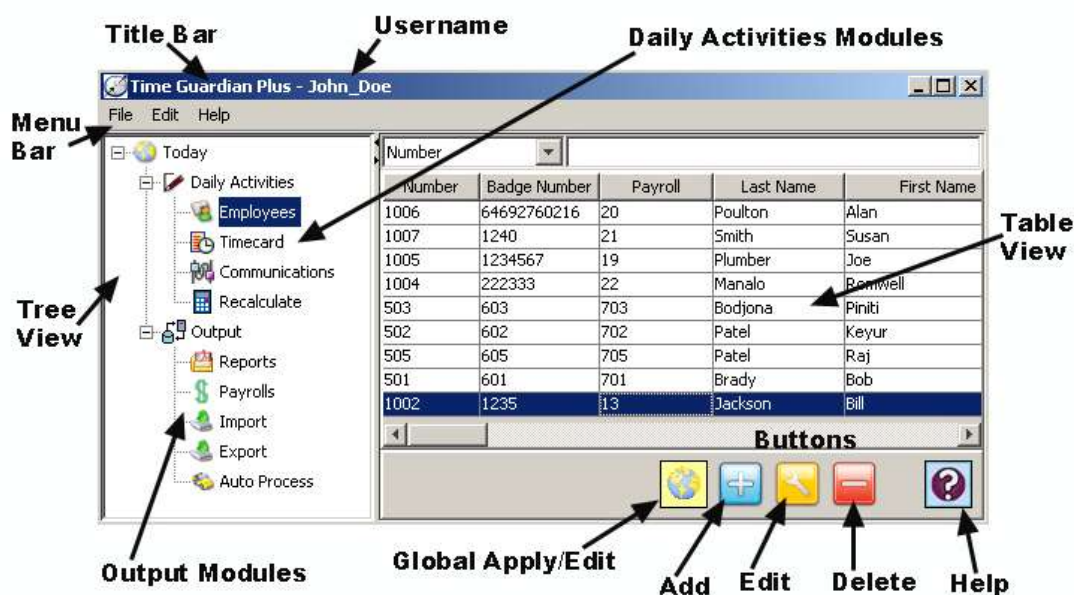 Title Bar
Username
Daily Activities Modules
Time Guardian Plus - John_Doe
File Edit Help
Menu
Bar
Today
Daily Activities
Employees
Timecard
Communications
Recalculate
Output
Reports
Payrolls
Import
Export
Auto Process
Tree
View
Number
Number Badge Number Payroll Last Name First Name
1006 64692760216 20 Poulton Alan
1007 1240 21 Smith Susan
1005 1234567 19 Plumber Joe
1004 222333 22 Manalo Romwell
503 603 703 Bodjona Piniti
502 602 702 Patel Keyur
505 605 705 Patel Raj
501 601 701 Brady Bob
1002 1235 13 Jackson Bill
Table
View
Buttons
Output Modules
Global Apply/Edit
Add
Edit
Delete
Help